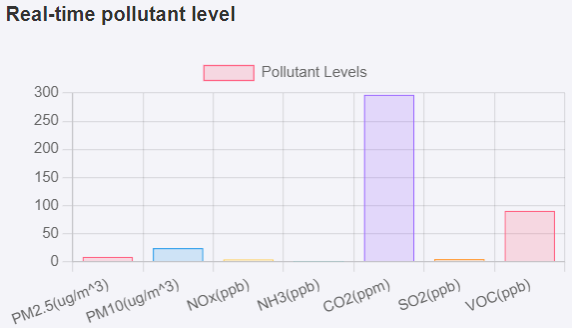 Real-time pollutant level
Pollutant Levels
300
250
200
150
100
50
0
PM2.5(ug/m^3)
PM10(ug/m^3)
NOx(ppb)
NH3(ppb)
CO2(ppm)
SO2(ppb)
VOC(ppb)